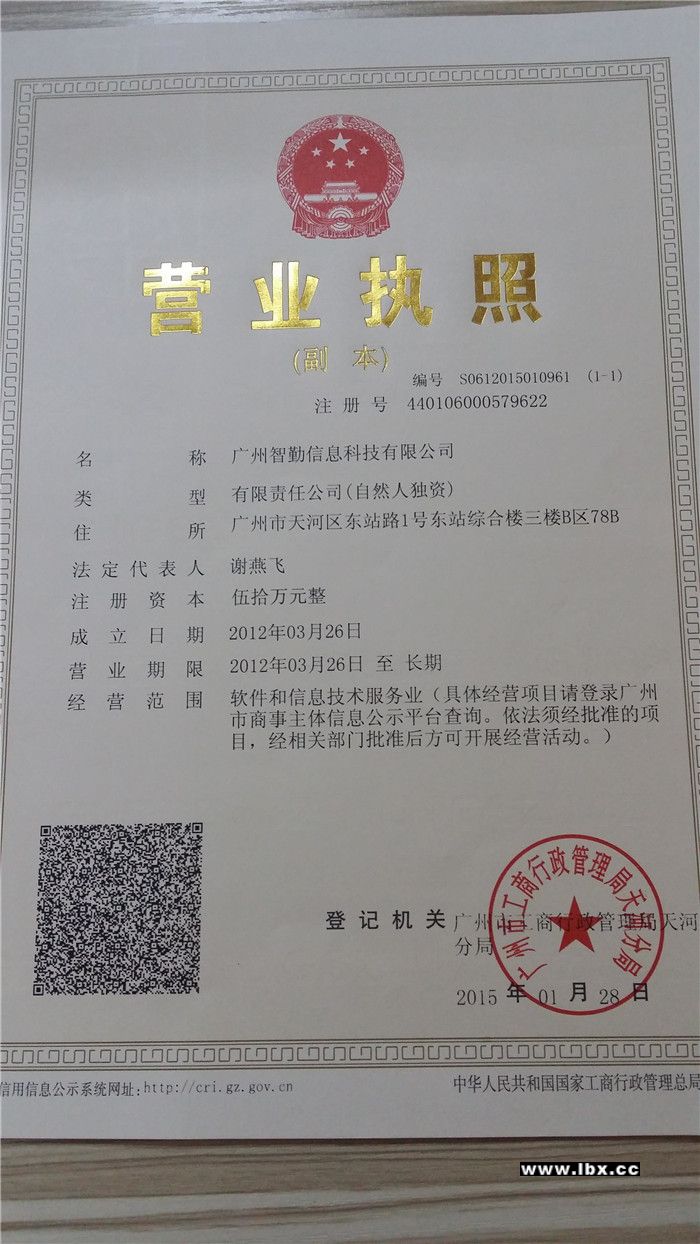 营业执照
(副 本)
编号 S0612015010961 (1-1)
注 册 号 440106000579622
名 称 广州智勤信息科技有限公司
类 型 有限责任公司(自然人独资)
住 所 广州市天河区东站路1号东站综合楼三楼B区78B
法定代表人 谢燕飞
注 册 资 本 伍拾万元整
成 立 日 期 2012年03月26日
营 业 期 限 2012年03月26日 至 长期
经 营 范 围 软件和信息技术服务业（具体经营项目请登录广州
市商事主体信息公示平台查询。依法须经批准的项
目，经相关部门批准后方可开展经营活动。）
广州市工商行政管理局天河分局
登 记 机 关 广州市工商行政管理局天河
分局
2015 年 01 月 28 日
信用信息公示系统网址:http://cri.gz.gov.cn
中华人民共和国国家工商行政管理总局
www.lbx.cc